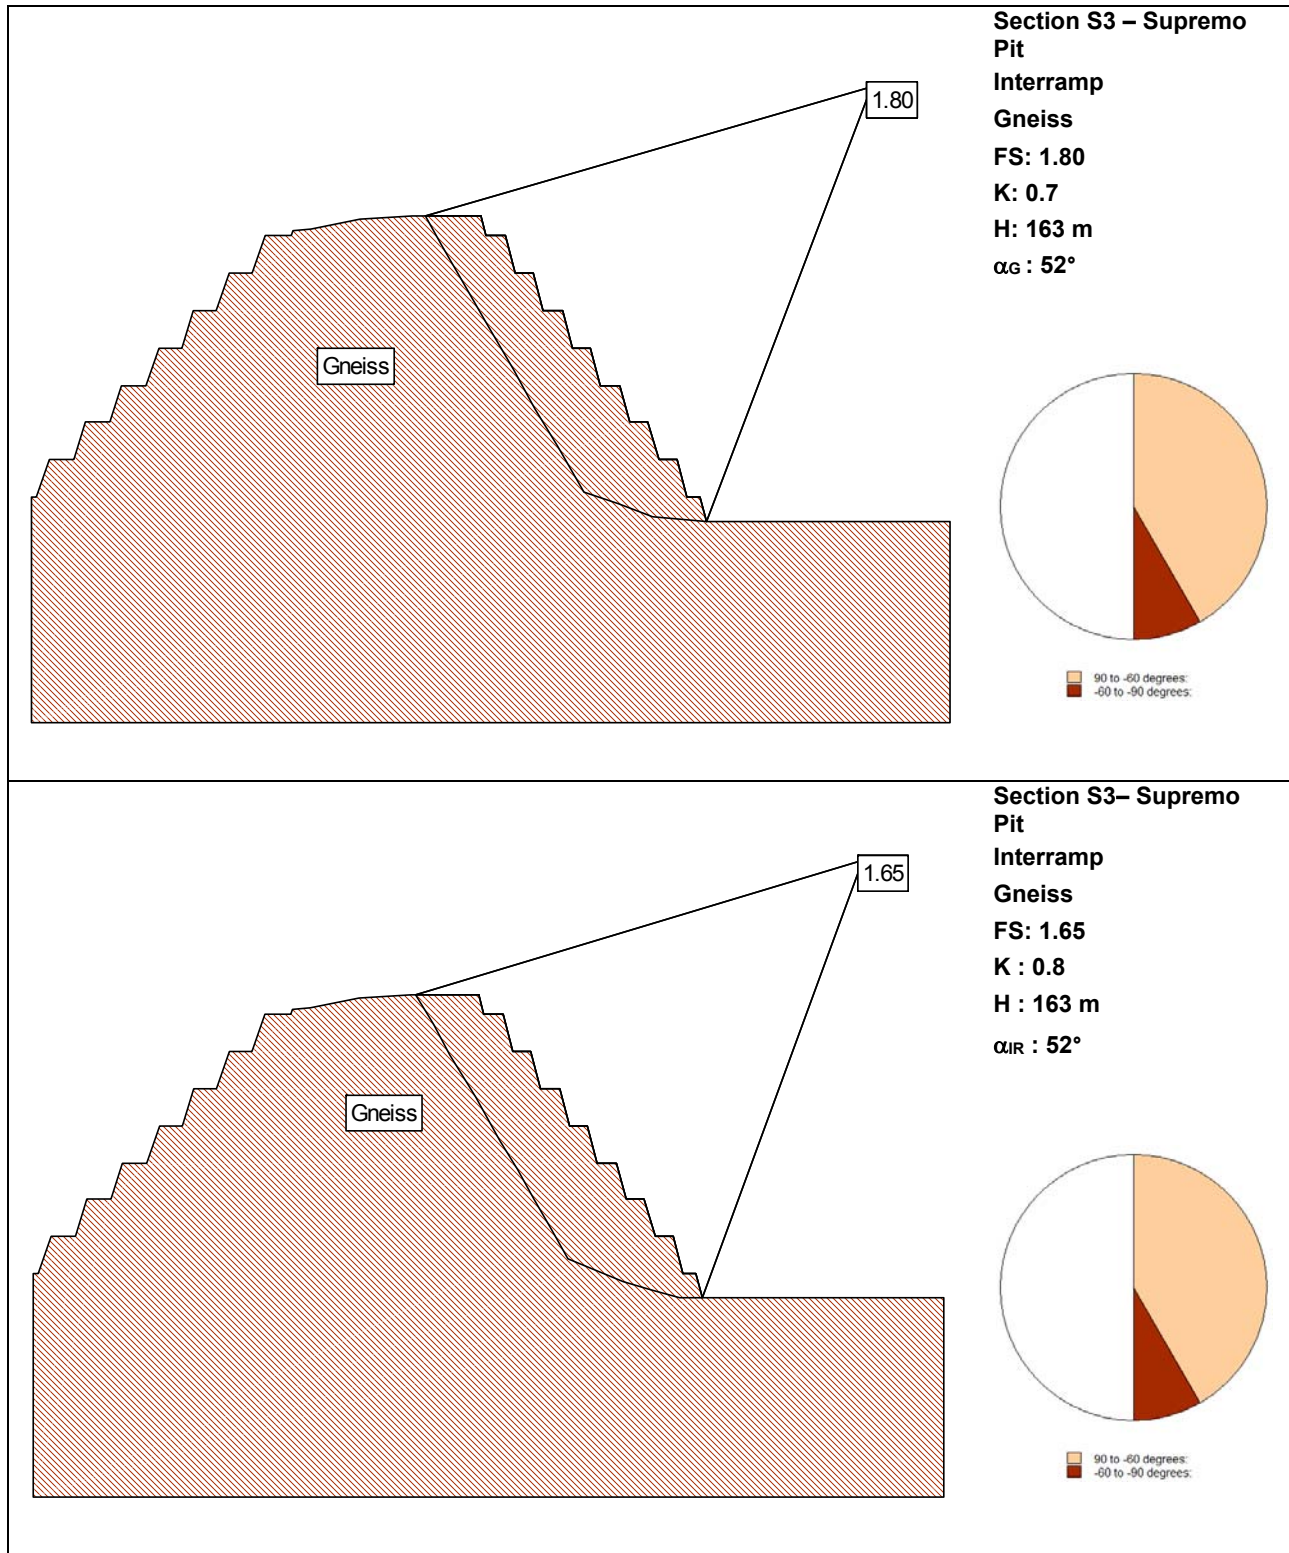 Section S3 – Supremo
Pit
Interramp
Gneiss
FS: 1.80
K: 0.7
H: 163 m
αG : 52°
1.80
Gneiss
90 to -60 degrees:
-60 to -90 degrees:
Section S3– Supremo
Pit
Interramp
Gneiss
FS: 1.65
K : 0.8
H : 163 m
αIR : 52°
1.65
Gneiss
90 to -60 degrees:
-60 to -90 degrees: